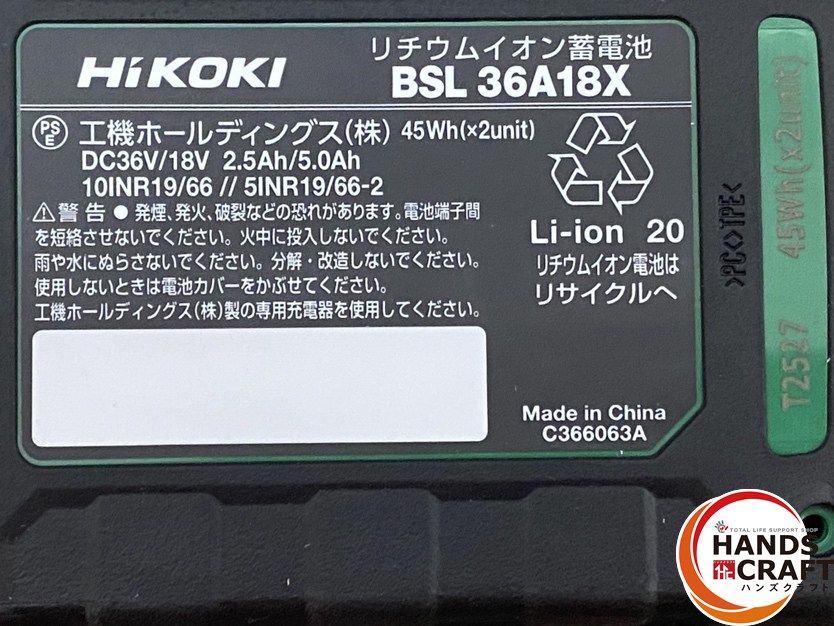 HiKOKI
リチウムイオン蓄電池
BSL 36A18X
PS
E
工機ホールディングス(株) 45Wh(×2unit)
DC36V/18V 2.5Ah/5.0Ah
10INR19/66 // 5INR19/66-2
⚠警告 ● 発煙、発火、破裂などの恐れがあります。電池端子間
を短絡させないでください。火中に投入しないでください。
雨や水にぬらさないでください。分解・改造しないでください。
使用しないときは電池カバーをかぶせてください。
工機ホールディングス(株)製の専用充電器を使用してください。
Li-ion 20
リチウムイオン電池は
リサイクルへ
Made in China
C366063A
>PC<>TPE<
T2527 45Wh(×2unit)
TOTAL LIFE SUPPORT SHOP
HANDS
CRAFT
ハンズクラフト